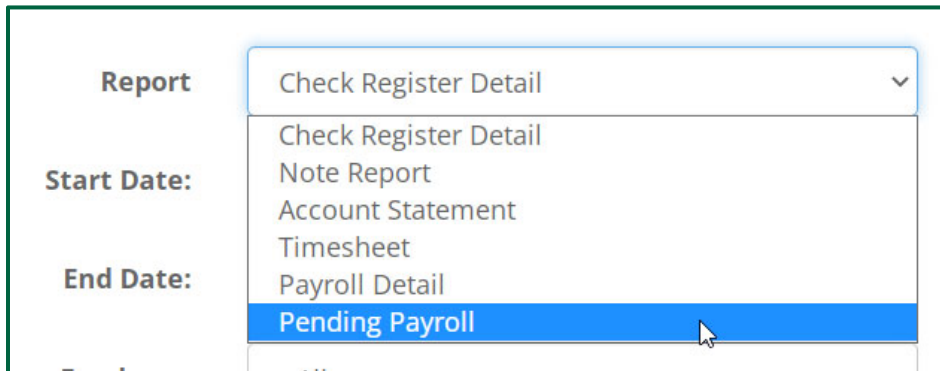 Report Check Register Detail
Check Register Detail
Note Report
Start Date:
Account Statement
Timesheet
End Date:
Payroll Detail
Pending Payroll